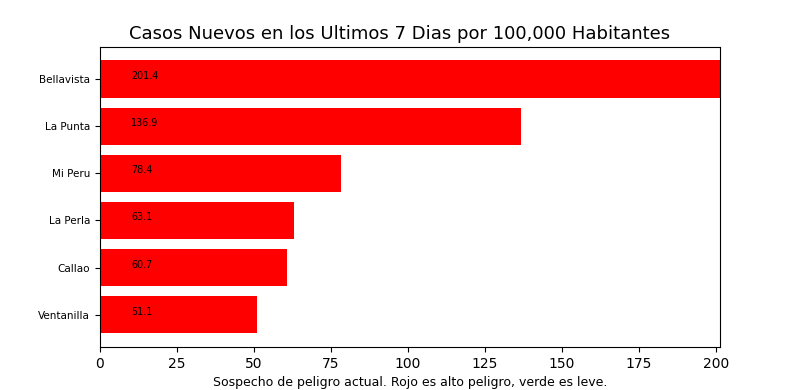 Casos Nuevos en los Ultimos 7 Dias por 100,000 Habitantes
Bellavista 201.4
La Punta 136.9
Mi Peru 78.4
La Perla 63.1
Callao 60.7
Ventanilla 51.1
0 25 50 75 100 125 150 175 200
Sospecho de peligro actual. Rojo es alto peligro, verde es leve.